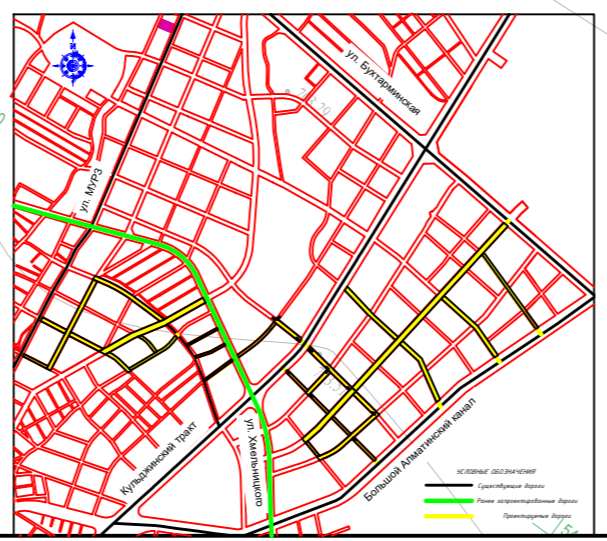 ул. Бухтарминская
ул. МУРЗ
Кульджинский тракт
ул. Хмельницкого
Большой Алматинский канал
УСЛОВНЫЕ ОБОЗНАЧЕНИЯ
Существующие дороги
Ранее запроектированные дороги
Проектируемые дороги